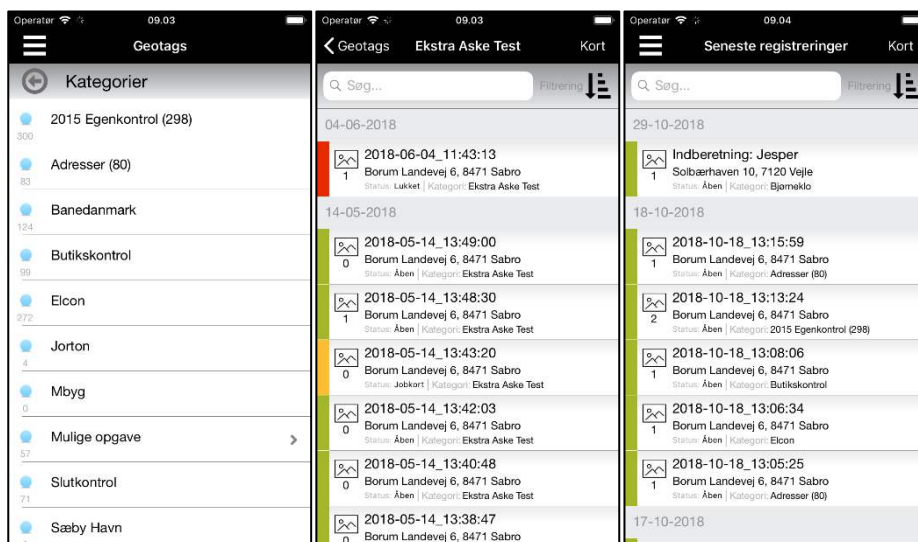 Operatør 09.03
Geotags
Kategorier
2015 Egenkontrol (298)
300
Adresser (80)
83
Banedanmark
124
Butikskontrol
99
Elcon
272
Jorton
4
Mbyg
0
Mulige opgave
57
Slutkontrol
71
Sæby Havn
Operatør 09.03
Geotags Ekstra Aske Test Kort
Søg... Filtrering
04-06-2018
2018-06-04_11:43:13
Borum Landevej 6, 8471 Sabro
1 Status: Lukket | Kategori: Ekstra Aske Test
14-05-2018
2018-05-14_13:49:00
Borum Landevej 6, 8471 Sabro
0 Status: Åben | Kategori: Ekstra Aske Test
2018-05-14_13:48:30
Borum Landevej 6, 8471 Sabro
1 Status: Åben | Kategori: Ekstra Aske Test
2018-05-14_13:43:20
Borum Landevej 6, 8471 Sabro
0 Status: Jobkort | Kategori: Ekstra Aske Test
2018-05-14_13:42:03
Borum Landevej 6, 8471 Sabro
0 Status: Åben | Kategori: Ekstra Aske Test
2018-05-14_13:40:48
Borum Landevej 6, 8471 Sabro
0 Status: Åben | Kategori: Ekstra Aske Test
2018-05-14_13:38:47
Borum Landevej 6, 8471 Sabro
0
Operatør 09.04
Seneste registreringer Kort
Søg... Filtrering
29-10-2018
Indberetning: Jesper
Solbærhaven 10, 7120 Vejle
1 Status: Åben | Kategori: Bjørneklo
18-10-2018
2018-10-18_13:15:59
Borum Landevej 6, 8471 Sabro
1 Status: Åben | Kategori: Adresser (80)
2018-10-18_13:13:24
Borum Landevej 6, 8471 Sabro
2 Status: Åben | Kategori: 2015 Egenkontrol (298)
2018-10-18_13:08:06
Borum Landevej 6, 8471 Sabro
1 Status: Åben | Kategori: Butikskontrol
2018-10-18_13:06:34
Borum Landevej 6, 8471 Sabro
1 Status: Åben | Kategori: Elcon
2018-10-18_13:05:25
Borum Landevej 6, 8471 Sabro
1 Status: Åben | Kategori: Adresser (80)
17-10-2018